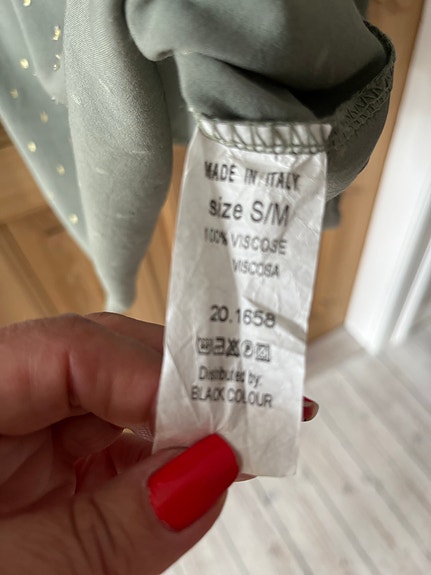 MADE IN ITALY
size S/M
100% VISCOSE
VISCOSA
20.1658
Distributed by:
BLACK COLOUR